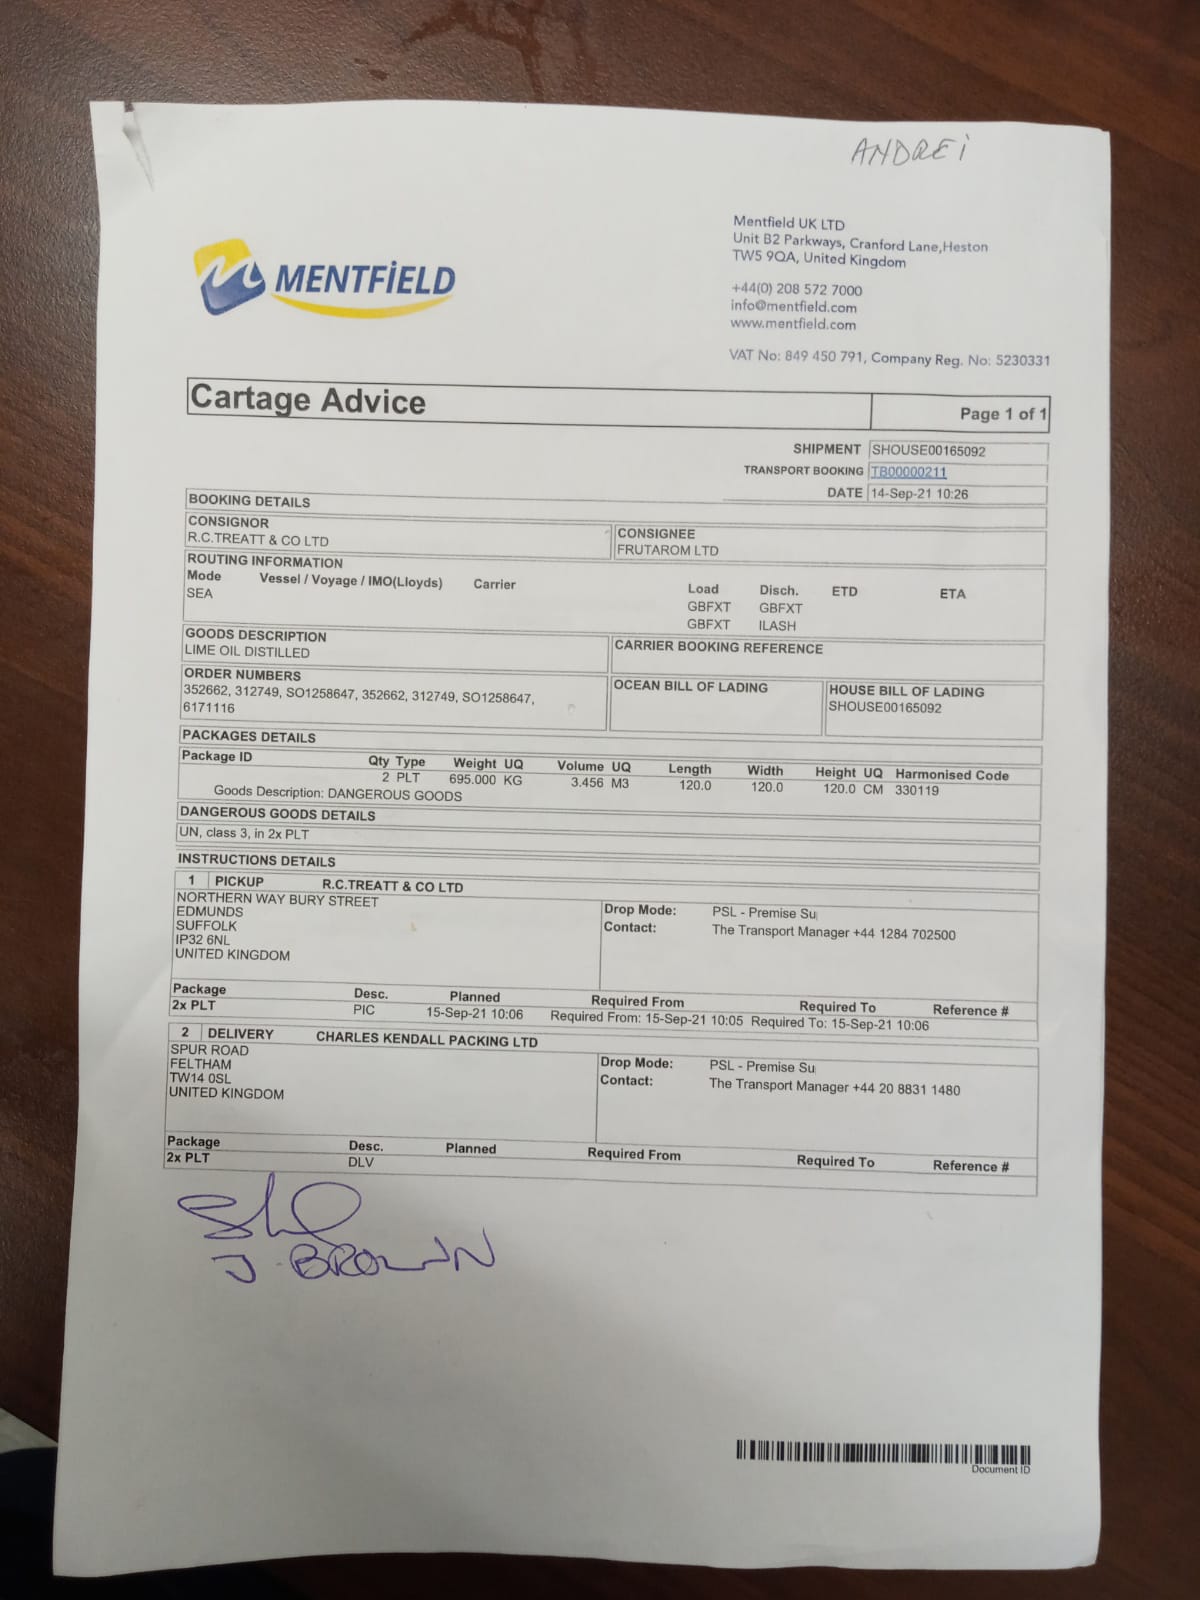 ANDREi
MENTFiELD
Mentfield UK LTD
Unit B2 Parkways, Cranford Lane,Heston
TW5 9QA, United Kingdom
+44(0) 208 572 7000
info@mentfield.com
www.mentfield.com
VAT No: 849 450 791, Company Reg. No: 5230331
Cartage Advice Page 1 of 1
SHIPMENT SHOUSE00165092
TRANSPORT BOOKING TB00000211
DATE 14-Sep-21 10:26
BOOKING DETAILS
CONSIGNOR CONSIGNEE
R.C.TREATT & CO LTD FRUTAROM LTD
ROUTING INFORMATION
Mode Vessel / Voyage / IMO(Lloyds) Carrier Load Disch. ETD ETA
SEA GBFXT GBFXT
GBFXT ILASH
GOODS DESCRIPTION CARRIER BOOKING REFERENCE
LIME OIL DISTILLED
ORDER NUMBERS OCEAN BILL OF LADING HOUSE BILL OF LADING
352662, 312749, SO1258647, 352662, 312749, SO1258647, SHOUSE00165092
6171116
PACKAGES DETAILS
Package ID Qty Type Weight UQ Volume UQ Length Width Height UQ Harmonised Code
2 PLT 695.000 KG 3.456 M3 120.0 120.0 120.0 CM 330119
Goods Description: DANGEROUS GOODS
DANGEROUS GOODS DETAILS
UN, class 3, in 2x PLT
INSTRUCTIONS DETAILS
1 PICKUP R.C.TREATT & CO LTD
NORTHERN WAY BURY STREET Drop Mode: PSL - Premise Su
EDMUNDS Contact: The Transport Manager +44 1284 702500
SUFFOLK
IP32 6NL
UNITED KINGDOM
Package Desc. Planned Required From Required To Reference #
2x PLT PIC 15-Sep-21 10:06 Required From: 15-Sep-21 10:05 Required To: 15-Sep-21 10:06
2 DELIVERY CHARLES KENDALL PACKING LTD
SPUR ROAD Drop Mode: PSL - Premise Su
FELTHAM Contact: The Transport Manager +44 20 8831 1480
TW14 0SL
UNITED KINGDOM
Package Desc. Planned Required From Required To Reference #
2x PLT DLV
J BROWN
Document ID